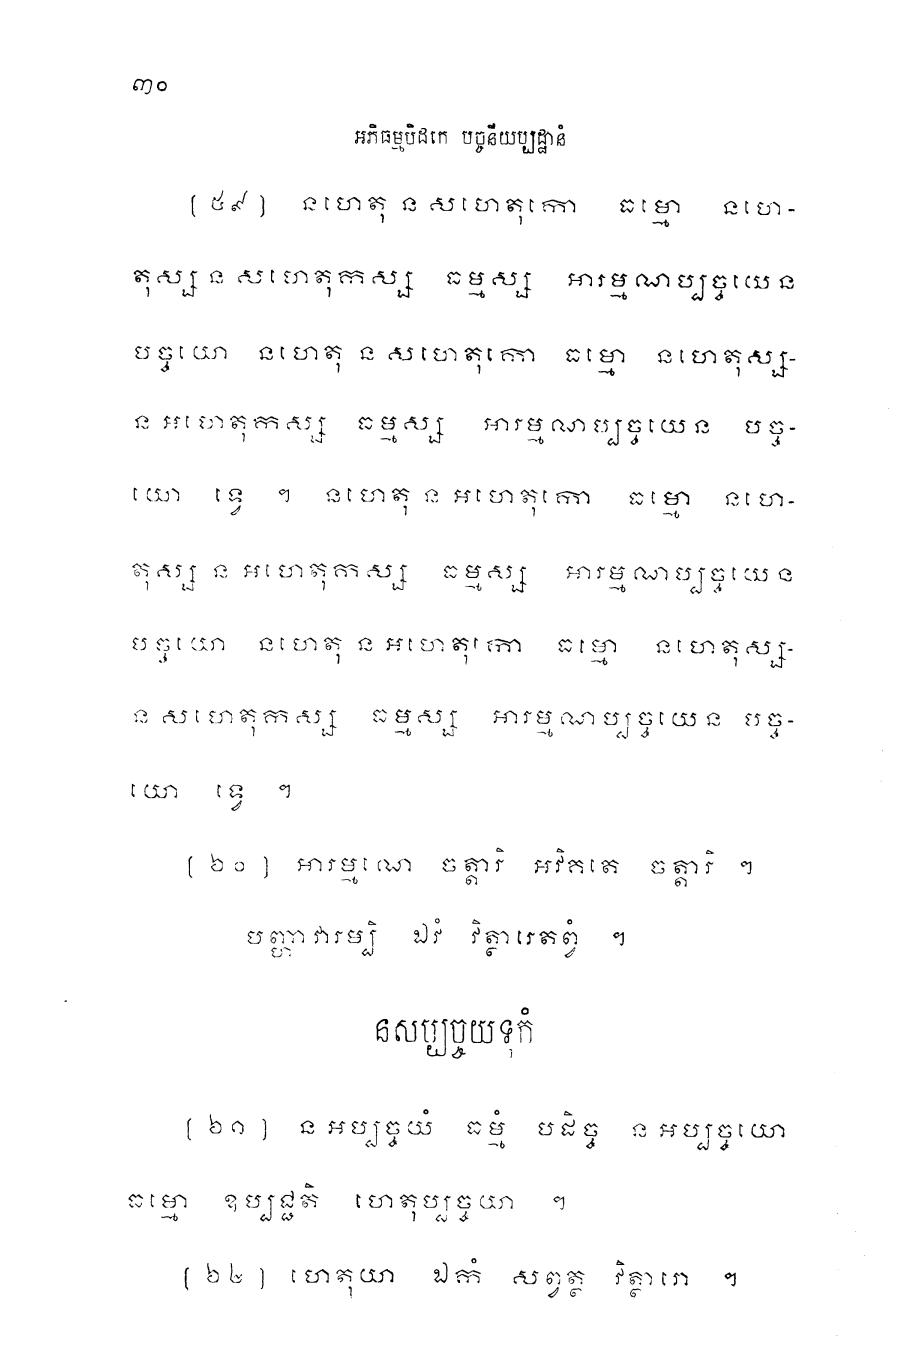 ៣០
អភិធម្មបិដកេ បច្ចនីយប្បដ្ឋានំ
[ ៥៩ ] នហេតុ ន សហេតុកោ ធម្មោ នហេ-
តុស្ស ន សហេតុកស្ស ធម្មស្ស អារម្មណប្បច្ចយេន
បច្ចយោ នហេតុ ន សហេតុកោ ធម្មោ នហេតុស្ស-
ន អហេតុកស្ស ធម្មស្ស អារម្មណប្បច្ចយេន បច្ច-
យោ ទ្វេ ។ នហេតុ ន អហេតុកោ ធម្មោ នហេ-
តុស្ស ន អហេតុកស្ស ធម្មស្ស អារម្មណប្បច្ចយេន
បច្ចយោ នហេតុ ន អហេតុកោ ធម្មោ នហេតុស្ស-
ន សហេតុកស្ស ធម្មស្ស អារម្មណប្បច្ចយេន បច្ច-
យោ ទ្វេ ។
[ ៦០ ] អារម្មណេ ចត្តារិ អវិគតេ ចត្តារិ ។
បញ្ហាវារម្បិ ឯវំ វិត្ថារេតព្វំ ។
នសប្បច្ចយទុកំ
[ ៦១ ] ន អប្បច្ចយំ ធម្មំ បដិច្ច ន អប្បច្ចយោ
ធម្មោ ឧប្បជ្ជតិ ហេតុប្បច្ចយា ។
[ ៦២ ] ហេតុយា ឯកំ សព្វត្ថ វិត្ថារោ ។